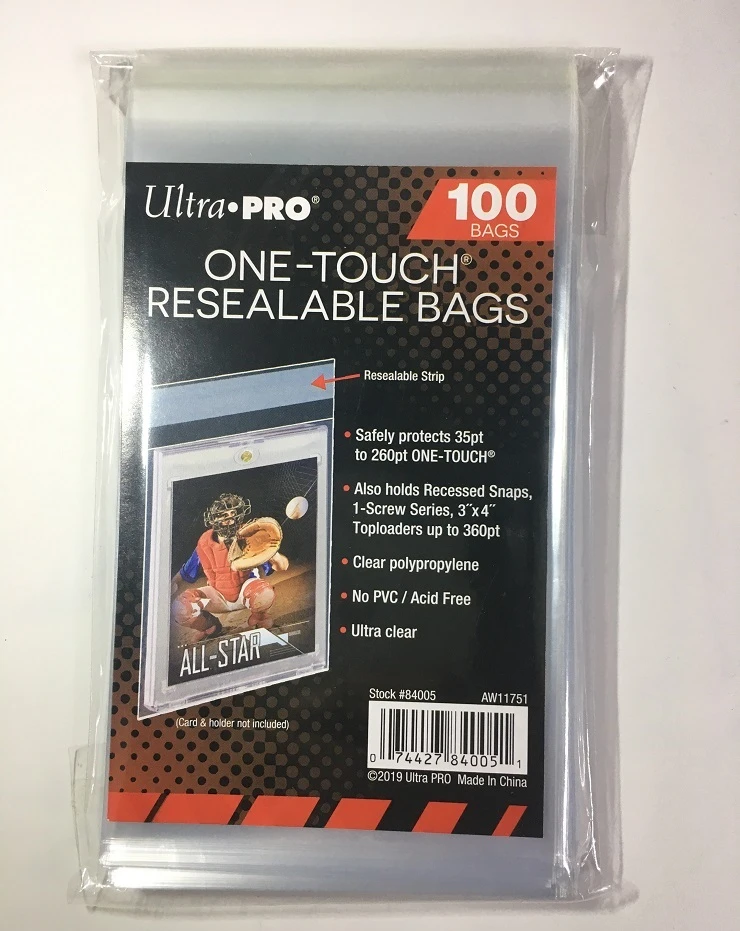 Ultra•PRO®
100
BAGS
ONE-TOUCH®
RESEALABLE BAGS
Resealable Strip
• Safely protects 35pt
to 260pt ONE-TOUCH®
• Also holds Recessed Snaps,
1-Screw Series, 3"x4"
Toploaders up to 360pt
• Clear polypropylene
• No PVC / Acid Free
• Ultra clear
ALL-STAR
(Card & holder not included)
Stock #84005 AW11751
0 74427 84005 1
©2019 Ultra PRO Made In China